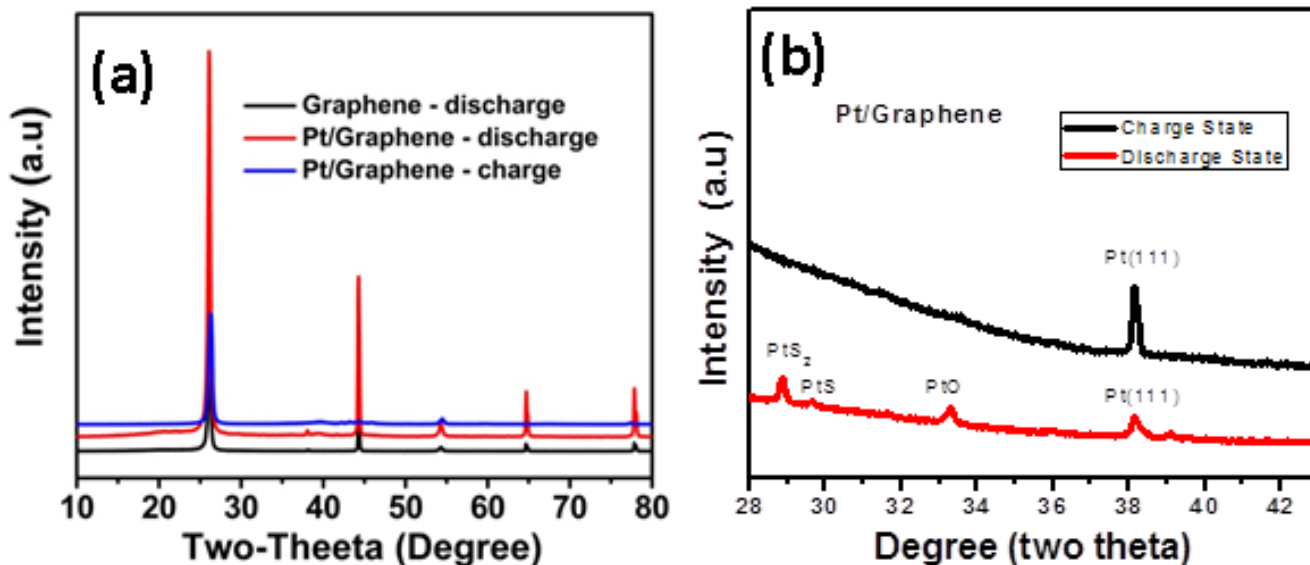 (a)
Graphene - discharge
Pt/Graphene - discharge
Pt/Graphene - charge
Intensity (a.u)
10 20 30 40 50 60 70 80
Two-Theeta (Degree)
(b)
Pt/Graphene
Charge State
Discharge State
Intensity (a.u)
Pt(111)
PtS₂
PtS
PtO
Pt(111)
28 30 32 34 36 38 40 42
Degree (two theta)